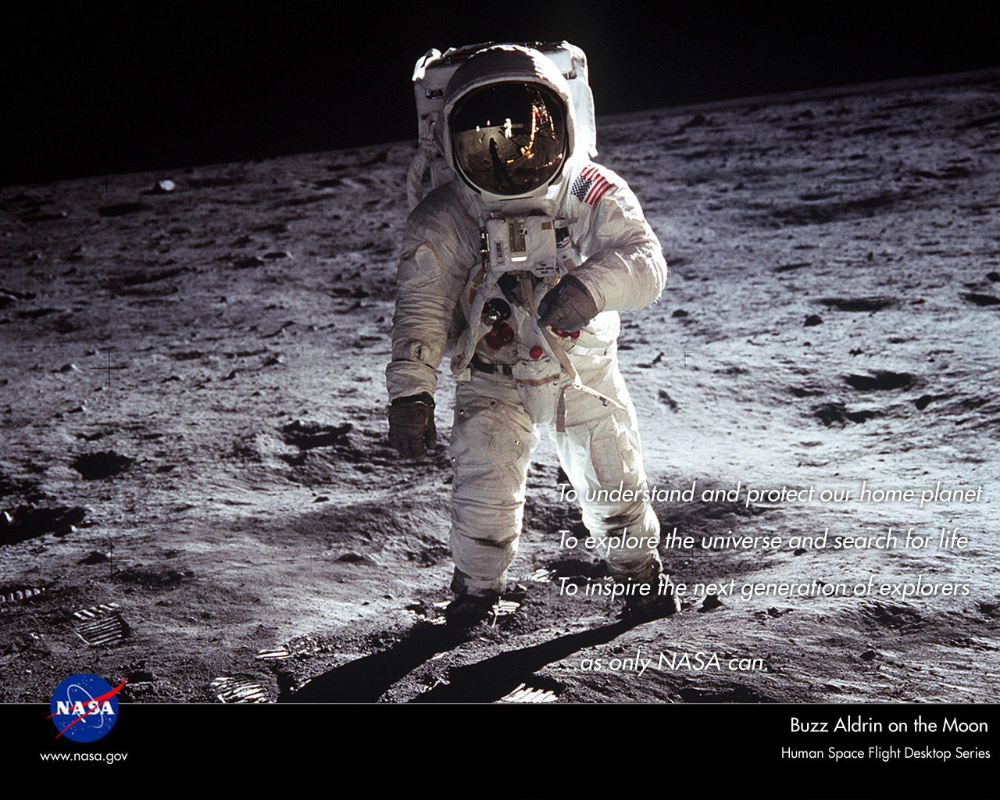 E. ALDRIN
To understand and protect our home planet
To explore the universe and search for life
To inspire the next generation of explorers
...as only NASA can.
NASA
www.nasa.gov
Buzz Aldrin on the Moon
Human Space Flight Desktop Series